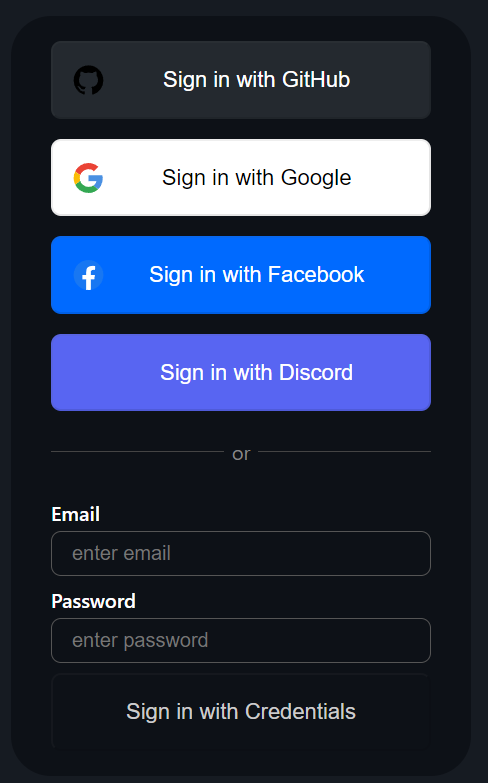 Sign in with GitHub
Sign in with Google
Sign in with Facebook
Sign in with Discord
or
Email
enter email
Password
enter password
Sign in with Credentials